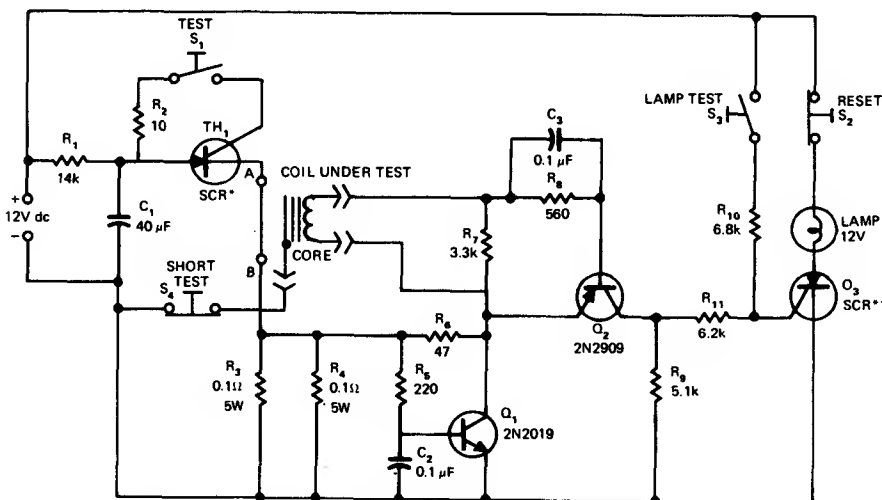 TEST
S1
R2
10
TH1
SCR*
R1
14k
+
12V dc
−
C1
40 µF
A
B
COIL UNDER TEST
CORE
SHORT
TEST
S4
C3
0.1 µF
R8
560
R7
3.3k
LAMP TEST
S3
RESET
S2
R10
6.8k
LAMP
12V
R11
6.2k
Q3
SCR*
Q2
2N2909
R6
47
R3
0.1Ω
5W
R4
0.1Ω
5W
R5
220
C2
0.1 µF
Q1
2N2019
R9
5.1k